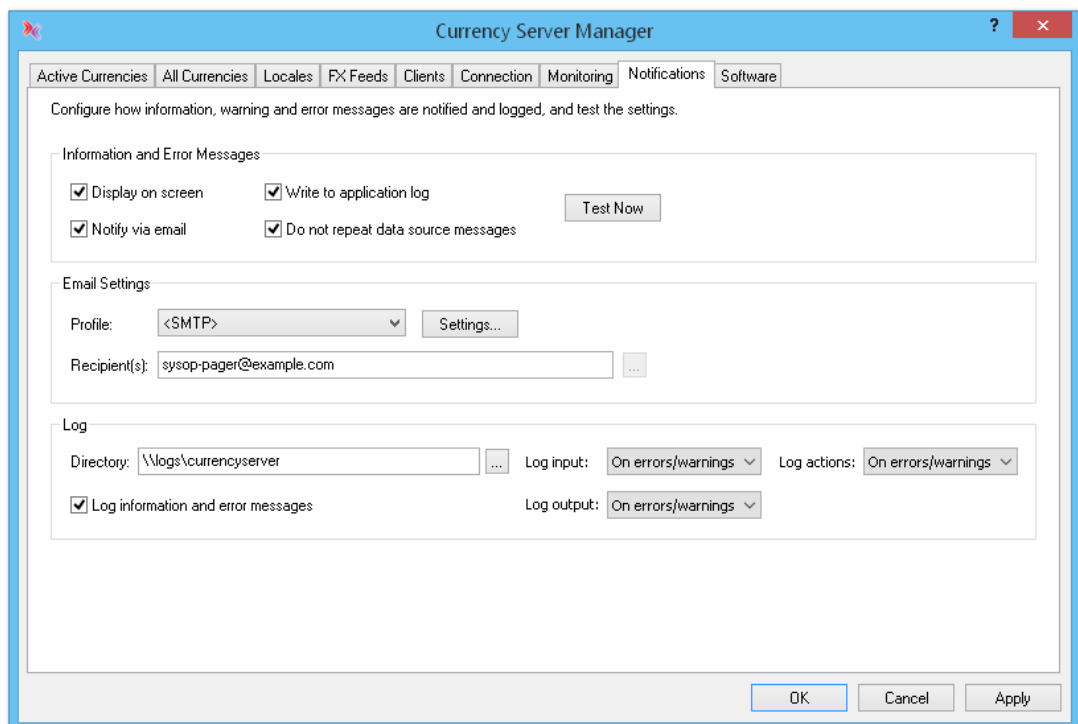 Currency Server Manager
?
Active Currencies All Currencies Locales FX Feeds Clients Connection Monitoring Notifications Software
Configure how information, warning and error messages are notified and logged, and test the settings.
Information and Error Messages
Display on screen Write to application log
Test Now
Notify via email Do not repeat data source messages
Email Settings
Profile: <SMTP> Settings...
Recipient(s): sysop-pager@example.com ...
Log
Directory: \\logs\currencyserver ... Log input: On errors/warnings Log actions: On errors/warnings
Log information and error messages Log output: On errors/warnings
OK Cancel Apply